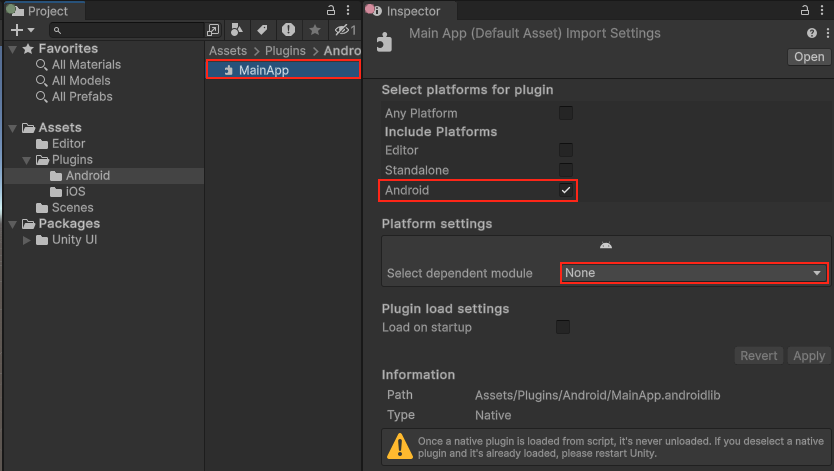 Project
1
Favorites
All Materials
All Models
All Prefabs
Assets
Editor
Plugins
Android
iOS
Scenes
Packages
Unity UI
Assets > Plugins > Andro
MainApp
Inspector
Main App (Default Asset) Import Settings
Open
Select platforms for plugin
Any Platform
Include Platforms
Editor
Standalone
Android
Platform settings
Select dependent module None
Plugin load settings
Load on startup
Revert Apply
Information
Path Assets/Plugins/Android/MainApp.androidlib
Type Native
Once a native plugin is loaded from script, it's never unloaded. If you deselect a native
plugin and it's already loaded, please restart Unity.